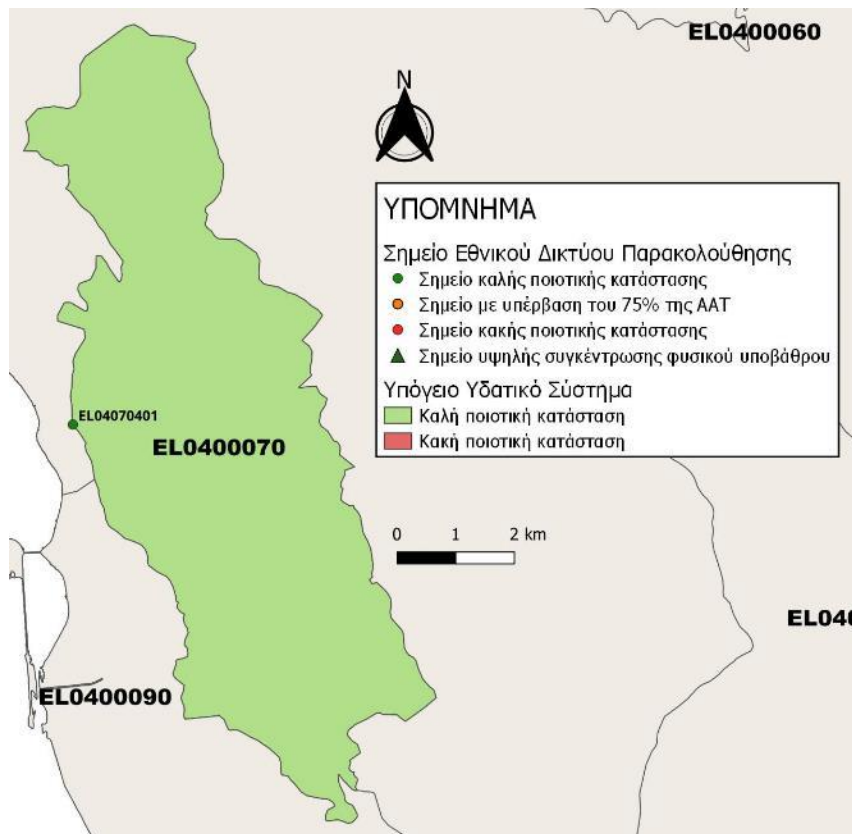 EL0400060
N
ΥΠΟΜΝΗΜΑ
Σημείο Εθνικού Δικτύου Παρακολούθησης
Σημείο καλής ποιοτικής κατάστασης
Σημείο με υπέρβαση του 75% της ΑΑΤ
Σημείο κακής ποιοτικής κατάστασης
Σημείο υψηλής συγκέντρωσης φυσικού υποβάθρου
Υπόγειο Υδατικό Σύστημα
Καλή ποιοτική κατάσταση
Κακή ποιοτική κατάσταση
EL04070401
EL0400070
0 1 2 km
EL0400090